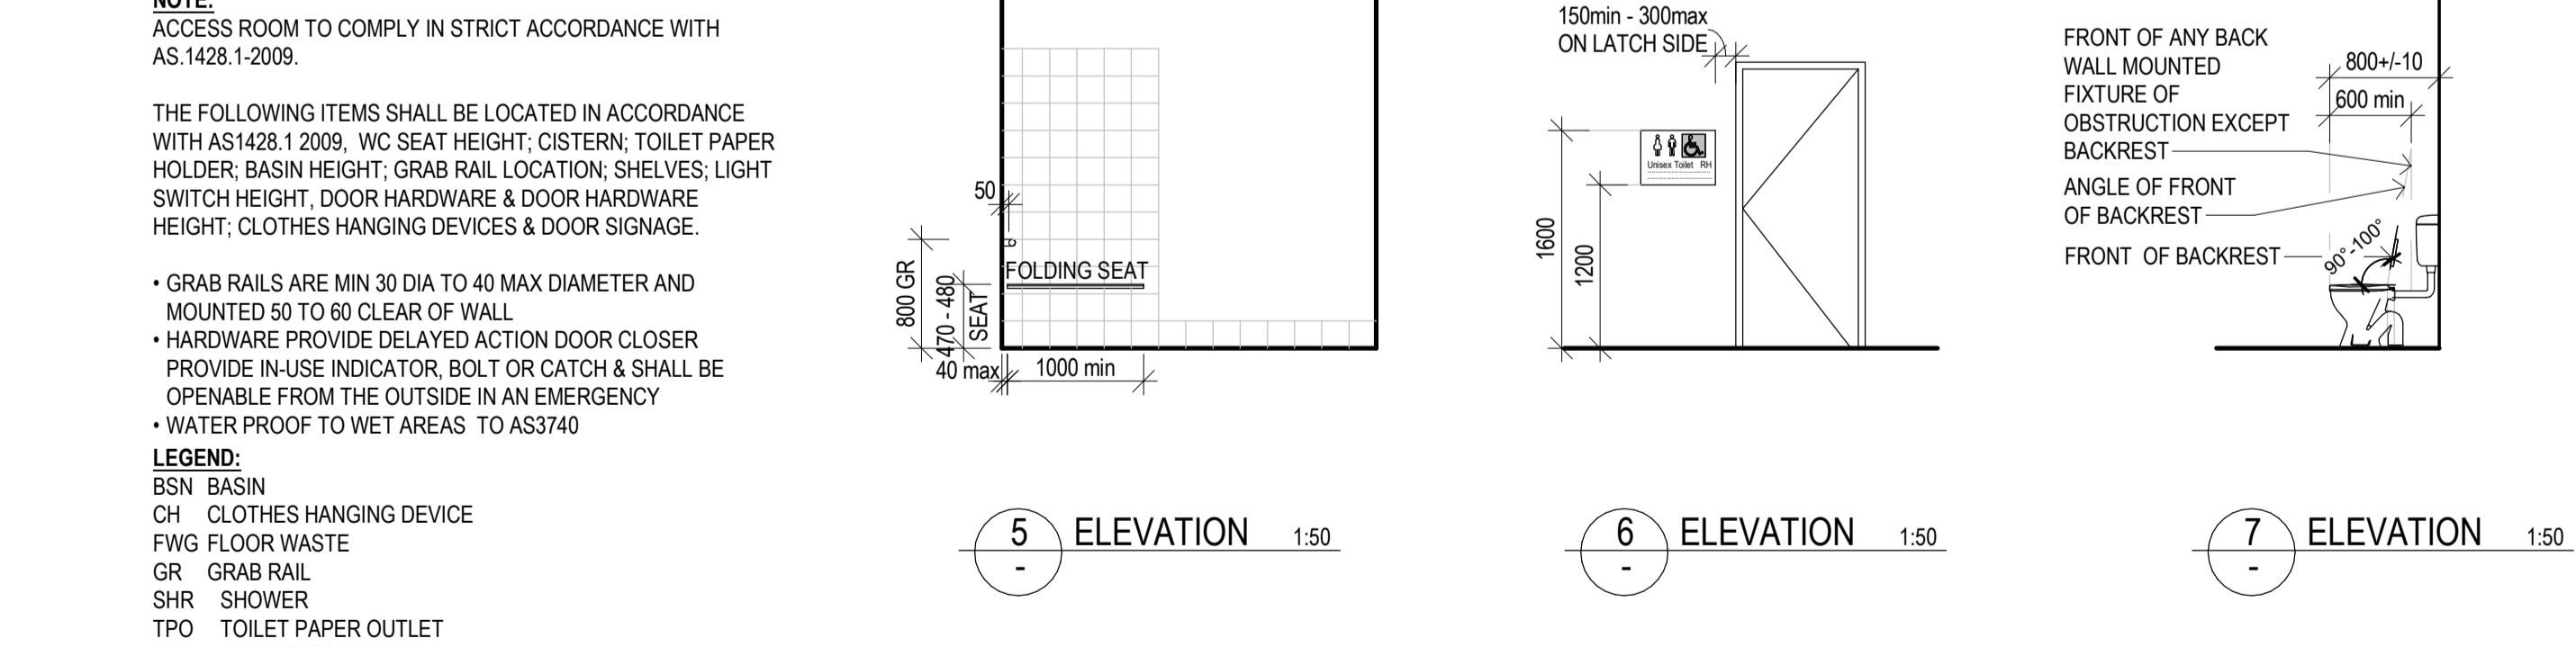 NOTE:
ACCESS ROOM TO COMPLY IN STRICT ACCORDANCE WITH
AS.1428.1-2009.
THE FOLLOWING ITEMS SHALL BE LOCATED IN ACCORDANCE
WITH AS1428.1 2009, WC SEAT HEIGHT; CISTERN; TOILET PAPER
HOLDER; BASIN HEIGHT; GRAB RAIL LOCATION; SHELVES; LIGHT
SWITCH HEIGHT, DOOR HARDWARE & DOOR HARDWARE
HEIGHT; CLOTHES HANGING DEVICES & DOOR SIGNAGE.
• GRAB RAILS ARE MIN 30 DIA TO 40 MAX DIAMETER AND
MOUNTED 50 TO 60 CLEAR OF WALL
• HARDWARE PROVIDE DELAYED ACTION DOOR CLOSER
PROVIDE IN-USE INDICATOR, BOLT OR CATCH & SHALL BE
OPENABLE FROM THE OUTSIDE IN AN EMERGENCY
• WATER PROOF TO WET AREAS TO AS3740
LEGEND:
BSN BASIN
CH CLOTHES HANGING DEVICE
FWG FLOOR WASTE
GR GRAB RAIL
SHR SHOWER
TPO TOILET PAPER OUTLET
50
800 GR
470 - 480
SEAT
FOLDING SEAT
40 max
1000 min
5 ELEVATION 1:50
-
150min - 300max
ON LATCH SIDE
Unisex Toilet RH
1600
1200
6 ELEVATION 1:50
-
FRONT OF ANY BACK
WALL MOUNTED
FIXTURE OF
OBSTRUCTION EXCEPT
BACKREST
ANGLE OF FRONT
OF BACKREST
FRONT OF BACKREST
800+/-10
600 min
90°-100°
7 ELEVATION 1:50
-